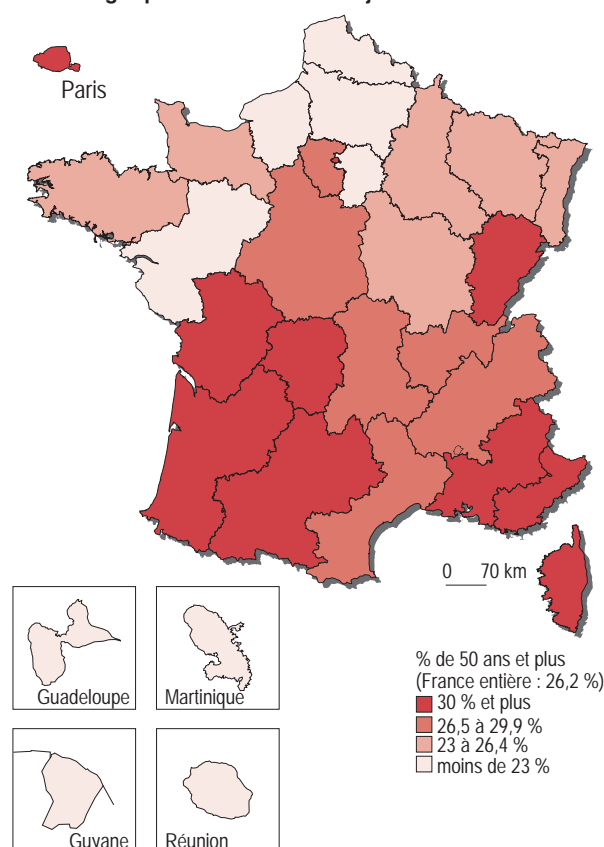 Paris
0 70 km
Guadeloupe
Martinique
% de 50 ans et plus
(France entière : 26,2 %)
30 % et plus
26,5 à 29,9 %
23 à 26,4 %
moins de 23 %
Guyane
Réunion